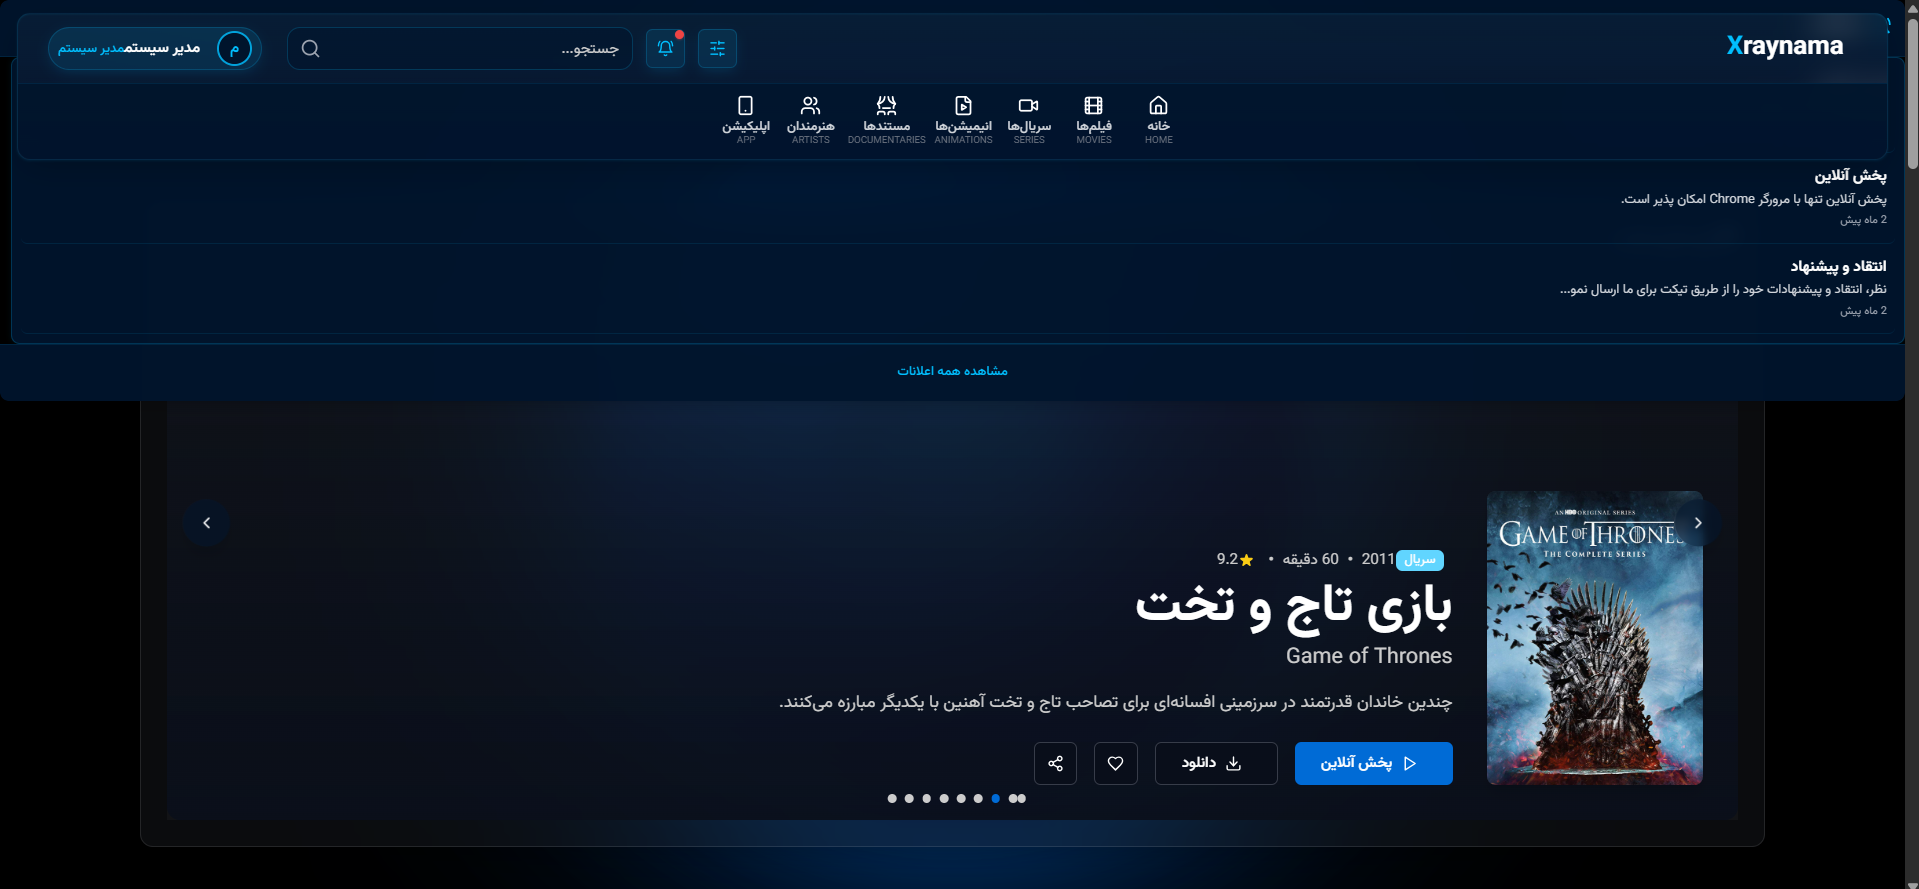 Xraynama
جستجو...
م
مدیر سیستم
مدیر سیستم
خانه
HOME
فیلم‌ها
MOVIES
سریال‌ها
SERIES
انیمیشن‌ها
ANIMATIONS
مستندها
DOCUMENTARIES
هنرمندان
ARTISTS
اپلیکیشن
APP
پخش آنلاین
پخش آنلاین تنها با مرورگر Chrome امکان پذیر است.
2 ماه پیش
انتقاد و پیشنهاد
نظر، انتقاد و پیشنهادات خود را از طریق تیکت برای ما ارسال نمو...
2 ماه پیش
مشاهده همه اعلانات
AN HBO ORIGINAL SERIES
GAME OF THRONES
THE COMPLETE SERIES
سریال 2011 • 60 دقیقه • 9.2
بازی تاج و تخت
Game of Thrones
چندین خاندان قدرتمند در سرزمینی افسانه‌ای برای تصاحب تاج و تخت آهنین با یکدیگر مبارزه می‌کنند.
پخش آنلاین
دانلود